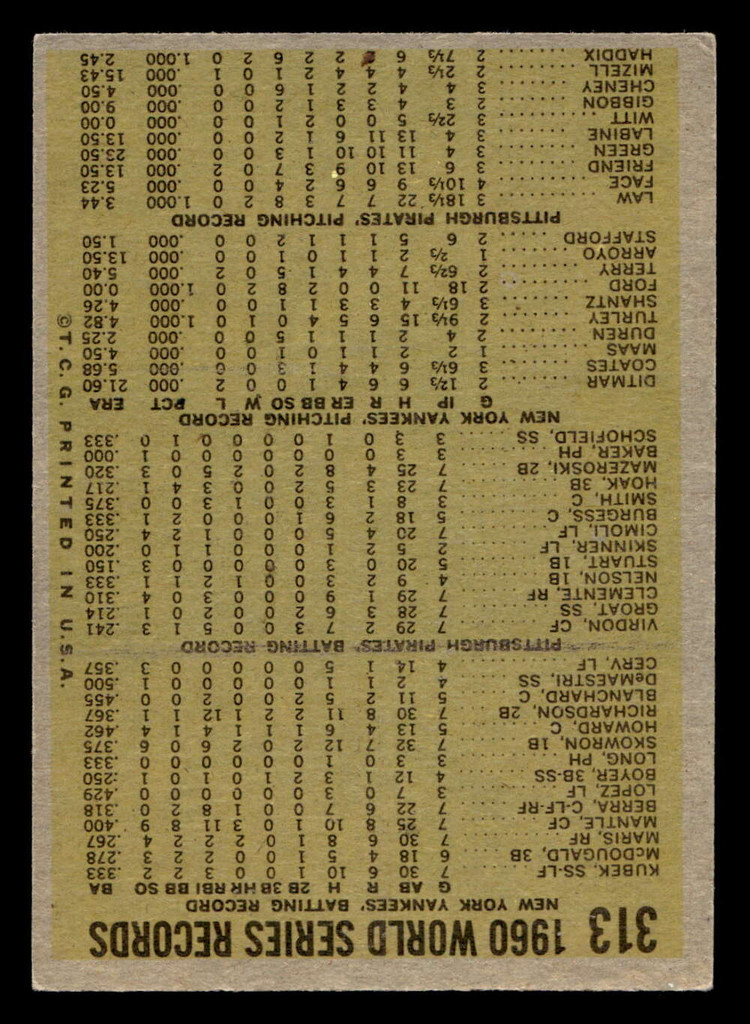 313 1960 WORLD SERIES RECORDS
NEW YORK YANKEES' BATTING RECORD
G AB R H 2B 3B HR RBI BB SO BA
KUBEK, SS-LF 7 30 6 10 1 0 0 3 2 2 .333
McDOUGALD, 3B 6 18 4 5 1 0 0 2 2 3 .278
MARIS, RF 7 30 6 8 1 0 2 2 2 4 .267
MANTLE, CF 7 25 8 10 1 0 3 11 8 9 .400
BERRA, C-LF-RF 7 22 6 7 0 0 1 8 2 0 .318
LOPEZ, LF 3 7 0 3 0 0 0 0 0 0 .429
BOYER, 3B-SS 4 12 1 3 2 0 1 1 0 1 .250
LONG, PH 3 3 0 1 0 0 0 0 0 0 .333
SKOWRON, 1B 7 32 7 12 2 0 2 6 0 6 .375
HOWARD, C 5 13 4 6 1 1 1 4 1 4 .462
RICHARDSON, 2B 7 30 8 11 2 2 1 12 1 1 .367
BLANCHARD, C 5 11 2 5 2 0 0 2 0 0 .455
DeMAESTRI, SS 4 2 1 1 0 0 0 0 0 1 .500
CERV, LF 4 14 1 5 0 0 0 0 0 3 .357
PITTSBURGH PIRATES' BATTING RECORD
VIRDON, CF 7 29 2 7 3 0 0 5 1 3 .241
GROAT, SS 7 28 3 6 2 0 0 2 0 1 .214
CLEMENTE, RF 7 29 1 9 0 0 0 3 0 4 .310
NELSON, 1B 4 9 2 3 0 0 1 2 1 1 .333
STUART, 1B 5 20 0 3 0 0 0 0 0 3 .150
SKINNER, LF 2 5 2 1 0 0 0 1 1 0 .200
CIMOLI, LF 7 20 4 5 0 0 0 1 2 4 .250
BURGESS, C 5 18 2 6 1 0 0 0 2 1 .333
SMITH, C 3 8 1 3 0 0 1 3 0 0 .375
HOAK, 3B 7 23 3 5 2 0 0 3 4 1 .217
MAZEROSKI, 2B 7 25 4 8 2 0 2 5 0 3 .320
BAKER, PH 3 3 0 0 0 0 0 0 0 1 .000
SCHOFIELD, SS 3 3 0 1 0 0 0 0 1 0 .333
NEW YORK YANKEES' PITCHING RECORD
G IP H R ER BB SO W L PCT ERA
DITMAR 2 1⅔ 6 6 4 1 0 0 2 .000 21.60
COATES 3 6⅓ 6 4 4 1 3 0 0 .000 5.68
MAAS 1 2 2 1 1 0 1 0 0 .000 4.50
DUREN 2 4 2 1 1 1 5 0 0 .000 2.25
TURLEY 2 9⅓ 15 6 5 4 0 1 0 1.000 4.82
SHANTZ 3 6⅓ 4 3 3 1 1 0 0 .000 4.26
FORD 2 18 11 0 0 2 8 2 0 1.000 0.00
TERRY 2 6⅔ 7 4 4 1 5 0 2 .000 5.40
ARROYO 1 ⅔ 2 1 1 0 1 0 0 .000 13.50
STAFFORD 2 6 5 1 1 1 2 0 0 .000 1.50
PITTSBURGH PIRATES' PITCHING RECORD
LAW 3 18⅓ 22 7 7 3 8 2 0 1.000 3.44
FACE 4 10⅓ 9 6 6 2 4 0 0 .000 5.23
FRIEND 3 6 13 10 9 3 7 0 2 .000 13.50
GREEN 3 4 11 10 10 1 3 0 0 .000 23.50
LABINE 3 4 13 11 6 1 2 0 0 .000 13.50
WITT 3 2⅔ 5 0 0 2 1 0 0 .000 0.00
GIBBON 2 3 4 3 3 1 2 0 0 .000 9.00
CHENEY 3 4 4 2 2 1 6 0 0 .000 4.50
MIZELL 2 2⅓ 4 4 4 2 1 0 1 .000 15.43
HADDIX 2 7⅓ 6 2 2 2 6 2 0 1.000 2.45
© T.C.G. PRINTED IN U.S.A.